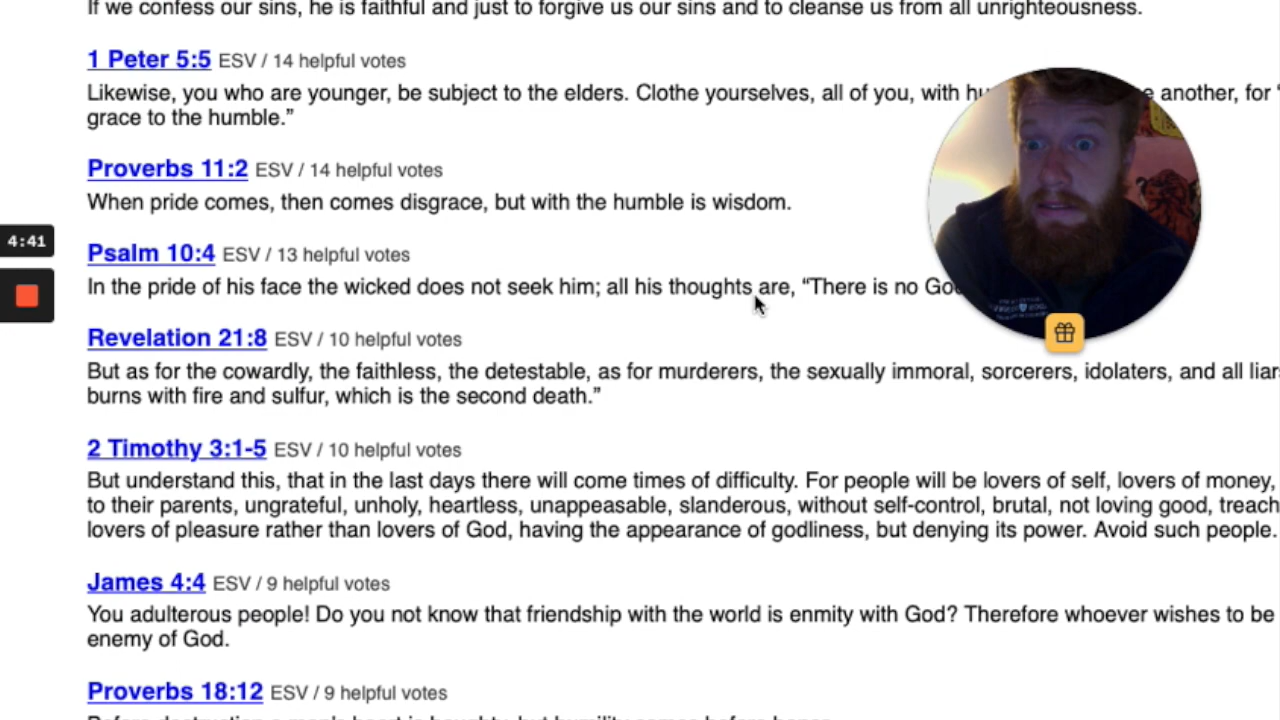 If we confess our sins, he is faithful and just to forgive us our sins and to cleanse us from all unrighteousness.
1 Peter 5:5 ESV / 14 helpful votes
Likewise, you who are younger, be subject to the elders. Clothe yourselves, all of you, with another, for “
grace to the humble.”
Proverbs 11:2 ESV / 14 helpful votes
When pride comes, then comes disgrace, but with the humble is wisdom.
4:41
Psalm 10:4 ESV / 13 helpful votes
In the pride of his face the wicked does not seek him; all his thoughts are, “There is no
Revelation 21:8 ESV / 10 helpful votes
But as for the cowardly, the faithless, the detestable, as for murderers, the sexually immoral, sorcerers, idolaters, and all
burns with fire and sulfur, which is the second death.”
2 Timothy 3:1-5 ESV / 10 helpful votes
But understand this, that in the last days there will come times of difficulty. For people will be lovers of self, lovers of money,
to their parents, ungrateful, unholy, heartless, unappeasable, slanderous, without self-control, brutal, not loving good,
lovers of pleasure rather than lovers of God, having the appearance of godliness, but denying its power. Avoid such people.
James 4:4 ESV / 9 helpful votes
You adulterous people! Do you not know that friendship with the world is enmity with God? Therefore whoever wishes to be
enemy of God.
Proverbs 18:12 ESV / 9 helpful votes